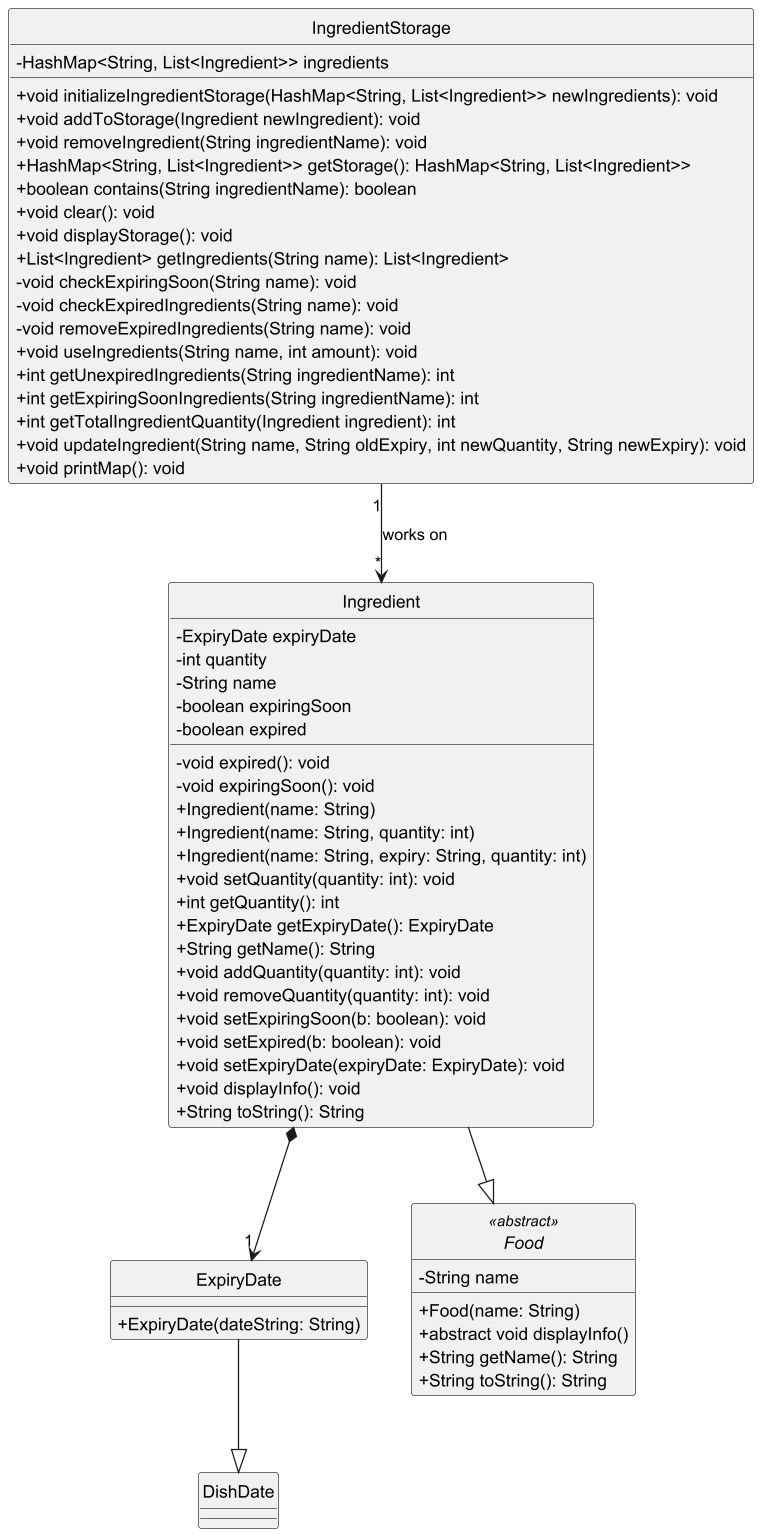 IngredientStorage
-HashMap<String, List<Ingredient>> ingredients
+void initializeIngredientStorage(HashMap<String, List<Ingredient>> newIngredients): void
+void addToStorage(Ingredient newIngredient): void
+void removeIngredient(String ingredientName): void
+HashMap<String, List<Ingredient>> getStorage(): HashMap<String, List<Ingredient>>
+boolean contains(String ingredientName): boolean
+void clear(): void
+void displayStorage(): void
+List<Ingredient> getIngredients(String name): List<Ingredient>
-void checkExpiringSoon(String name): void
-void checkExpiredIngredients(String name): void
-void removeExpiredIngredients(String name): void
+void useIngredients(String name, int amount): void
+int getUnexpiredIngredients(String ingredientName): int
+int getExpiringSoonIngredients(String ingredientName): int
+int getTotalIngredientQuantity(Ingredient ingredient): int
+void updateIngredient(String name, String oldExpiry, int newQuantity, String newExpiry): void
+void printMap(): void
1
works on
*
Ingredient
-ExpiryDate expiryDate
-int quantity
-String name
-boolean expiringSoon
-boolean expired
-void expired(): void
-void expiringSoon(): void
+Ingredient(name: String)
+Ingredient(name: String, quantity: int)
+Ingredient(name: String, expiry: String, quantity: int)
+void setQuantity(quantity: int): void
+int getQuantity(): int
+ExpiryDate getExpiryDate(): ExpiryDate
+String getName(): String
+void addQuantity(quantity: int): void
+void removeQuantity(quantity: int): void
+void setExpiringSoon(b: boolean): void
+void setExpired(b: boolean): void
+void setExpiryDate(expiryDate: ExpiryDate): void
+void displayInfo(): void
+String toString(): String
1
ExpiryDate
+ExpiryDate(dateString: String)
«abstract»
Food
-String name
+Food(name: String)
+abstract void displayInfo()
+String getName(): String
+String toString(): String
DishDate